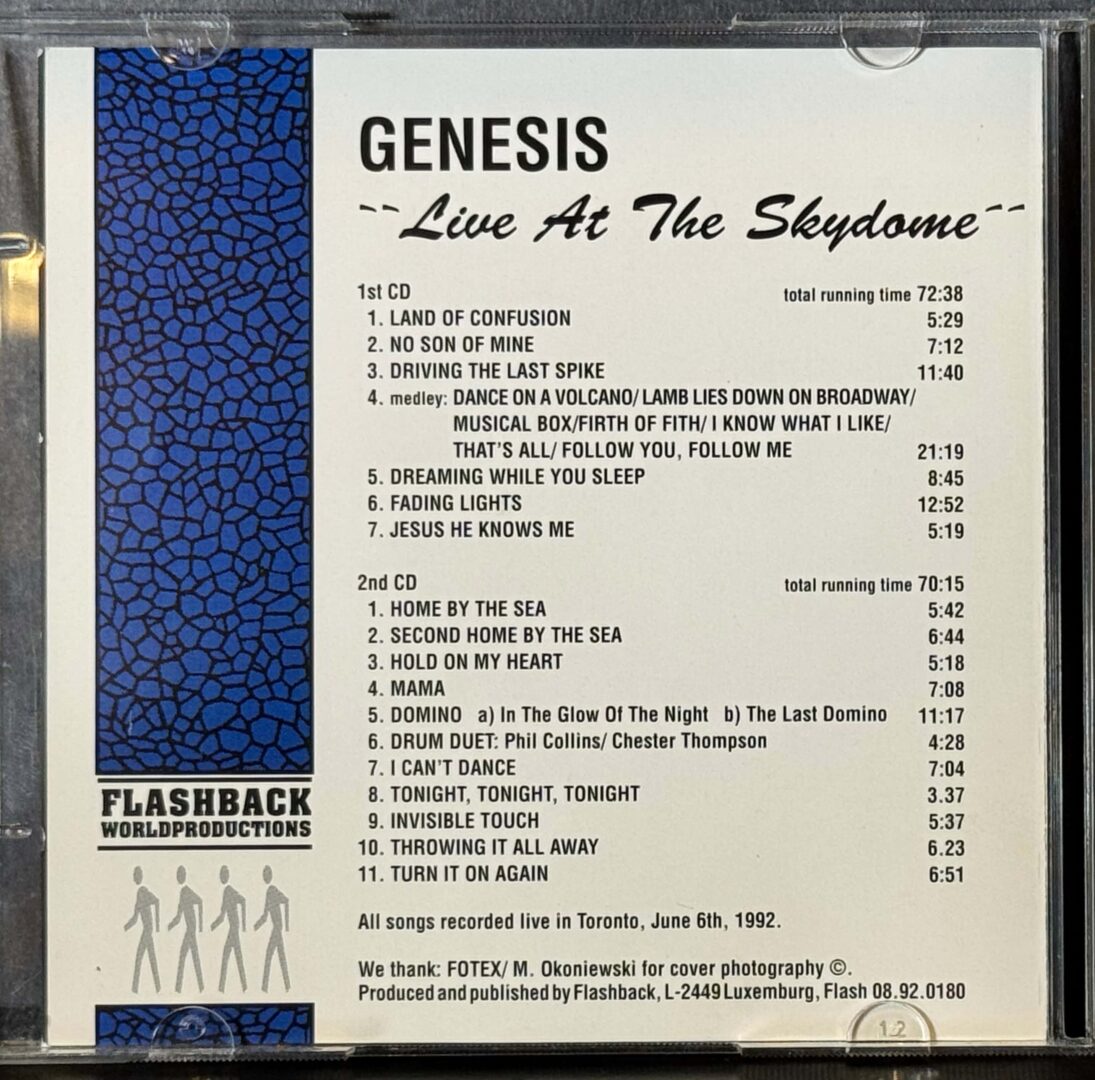 GENESIS
--Live At The Skydome--
1st CD total running time 72:38
1. LAND OF CONFUSION 5:29
2. NO SON OF MINE 7:12
3. DRIVING THE LAST SPIKE 11:40
4. medley: DANCE ON A VOLCANO/ LAMB LIES DOWN ON BROADWAY/
MUSICAL BOX/FIRTH OF FITH/ I KNOW WHAT I LIKE/
THAT'S ALL/ FOLLOW YOU, FOLLOW ME 21:19
5. DREAMING WHILE YOU SLEEP 8:45
6. FADING LIGHTS 12:52
7. JESUS HE KNOWS ME 5:19
2nd CD total running time 70:15
1. HOME BY THE SEA 5:42
2. SECOND HOME BY THE SEA 6:44
3. HOLD ON MY HEART 5:18
4. MAMA 7:08
5. DOMINO a) In The Glow Of The Night b) The Last Domino 11:17
6. DRUM DUET: Phil Collins/ Chester Thompson 4:28
7. I CAN'T DANCE 7:04
8. TONIGHT, TONIGHT, TONIGHT 3.37
9. INVISIBLE TOUCH 5:37
10. THROWING IT ALL AWAY 6.23
11. TURN IT ON AGAIN 6:51
All songs recorded live in Toronto, June 6th, 1992.
We thank: FOTEX/ M. Okoniewski for cover photography ©.
Produced and published by Flashback, L-2449 Luxemburg, Flash 08.92.0180
FLASHBACK
WORLDPRODUCTIONS